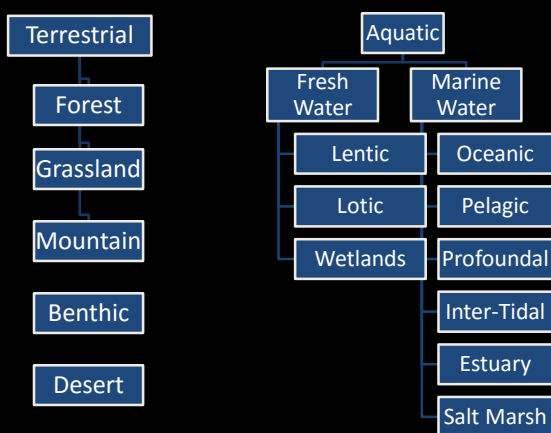 Terrestrial
Forest
Grassland
Mountain
Benthic
Desert
Aquatic
Fresh
Water
Lentic
Lotic
Wetlands
Marine
Water
Oceanic
Pelagic
Profoundal
Inter-Tidal
Estuary
Salt Marsh